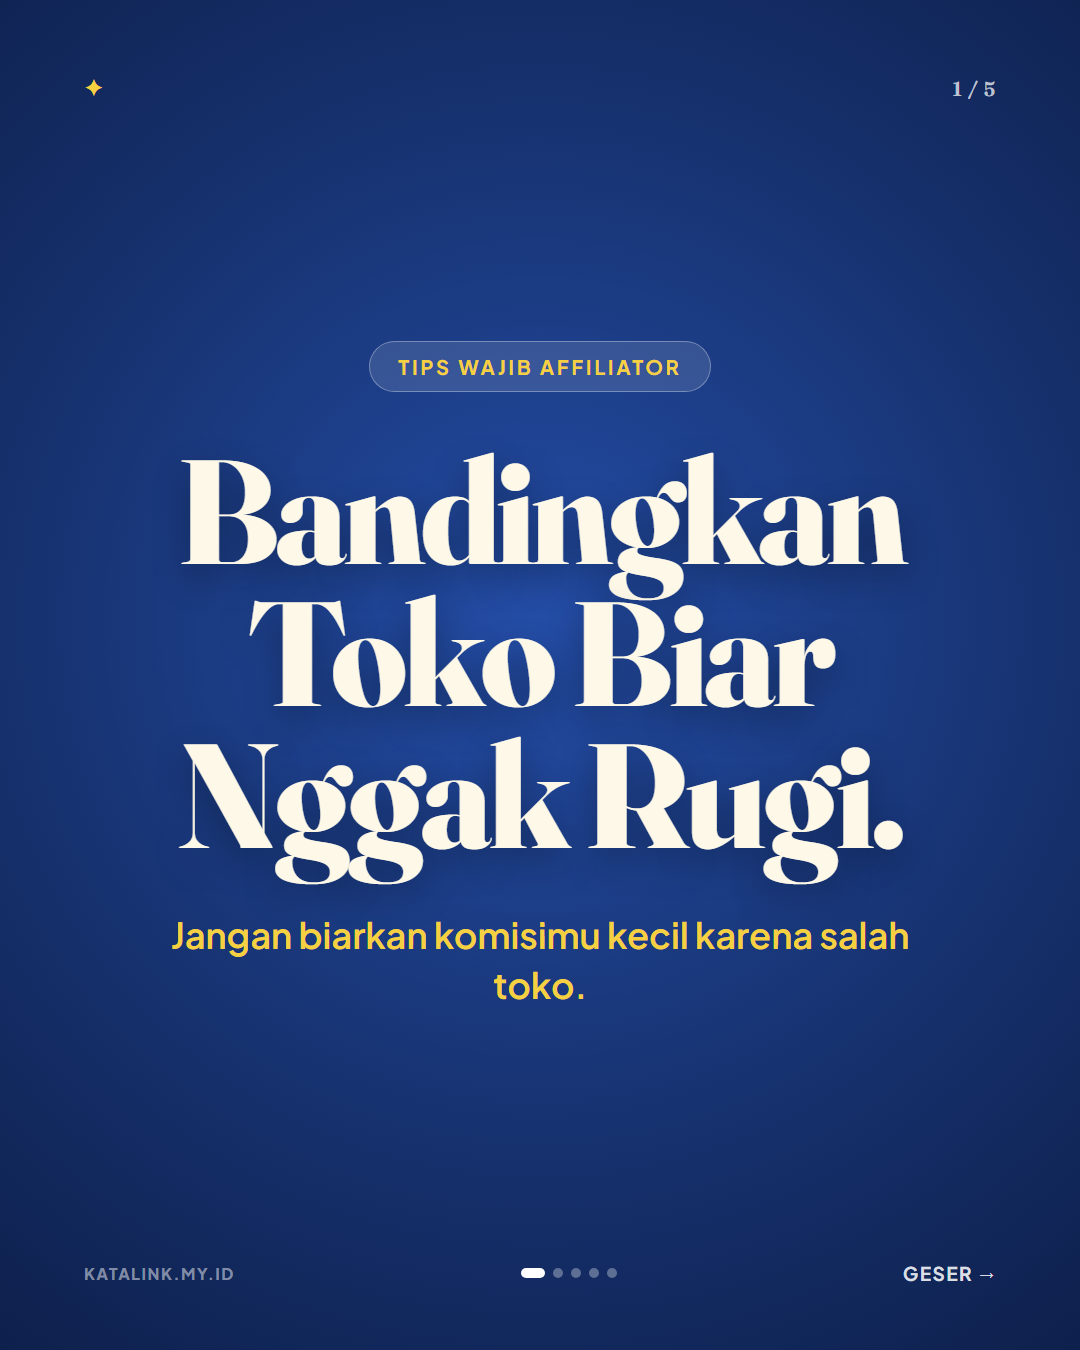 ✦
1 / 5
TIPS WAJIB AFFILIATOR
Bandingkan
Toko Biar
Nggak Rugi.
Jangan biarkan komisimu kecil karena salah
toko.
KATALINK.MY.ID
GESER →